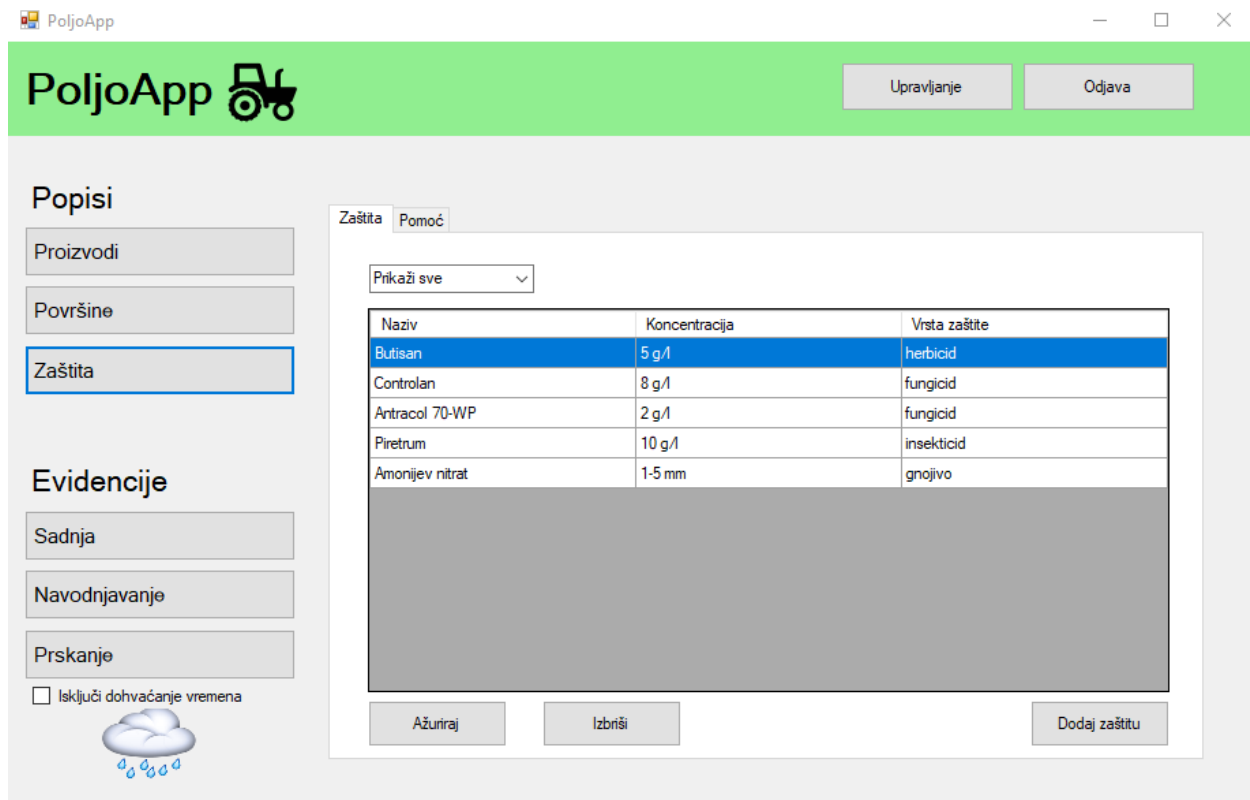 PoljoApp
PoljoApp
Upravljanje
Odjava
Popisi
Proizvodi
Površine
Zaštita
Evidencije
Sadnja
Navodnjavanje
Prskanje
Isključi dohvaćanje vremena
Zaštita
Pomoć
Prikaži sve
Naziv Koncentracija Vrsta zaštite
Butisan 5 g/l herbicid
Controlan 8 g/l fungicid
Antracol 70-WP 2 g/l fungicid
Piretrum 10 g/l insekticid
Amonijev nitrat 1-5 mm gnojivo
Ažuriraj
Izbriši
Dodaj zaštitu